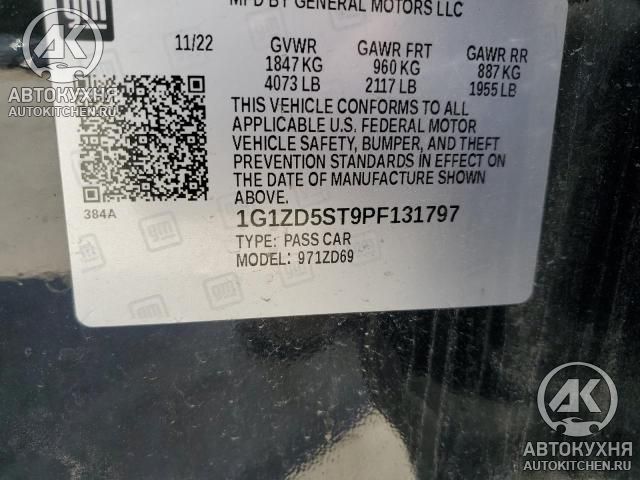 gm
MFD BY GENERAL MOTORS LLC
11/22 GVWR GAWR FRT GAWR RR
1847 KG 960 KG 887 KG
4073 LB 2117 LB 1955 LB
THIS VEHICLE CONFORMS TO ALL
APPLICABLE U.S. FEDERAL MOTOR
VEHICLE SAFETY, BUMPER, AND THEFT
PREVENTION STANDARDS IN EFFECT ON
THE DATE OF MANUFACTURE SHOWN
ABOVE.
384A
1G1ZD5ST9PF131797
TYPE: PASS CAR
MODEL: 971ZD69
АК
АВТОКУХНЯ
AUTOKITCHEN.RU
АК
АВТОКУХНЯ
AUTOKITCHEN.RU